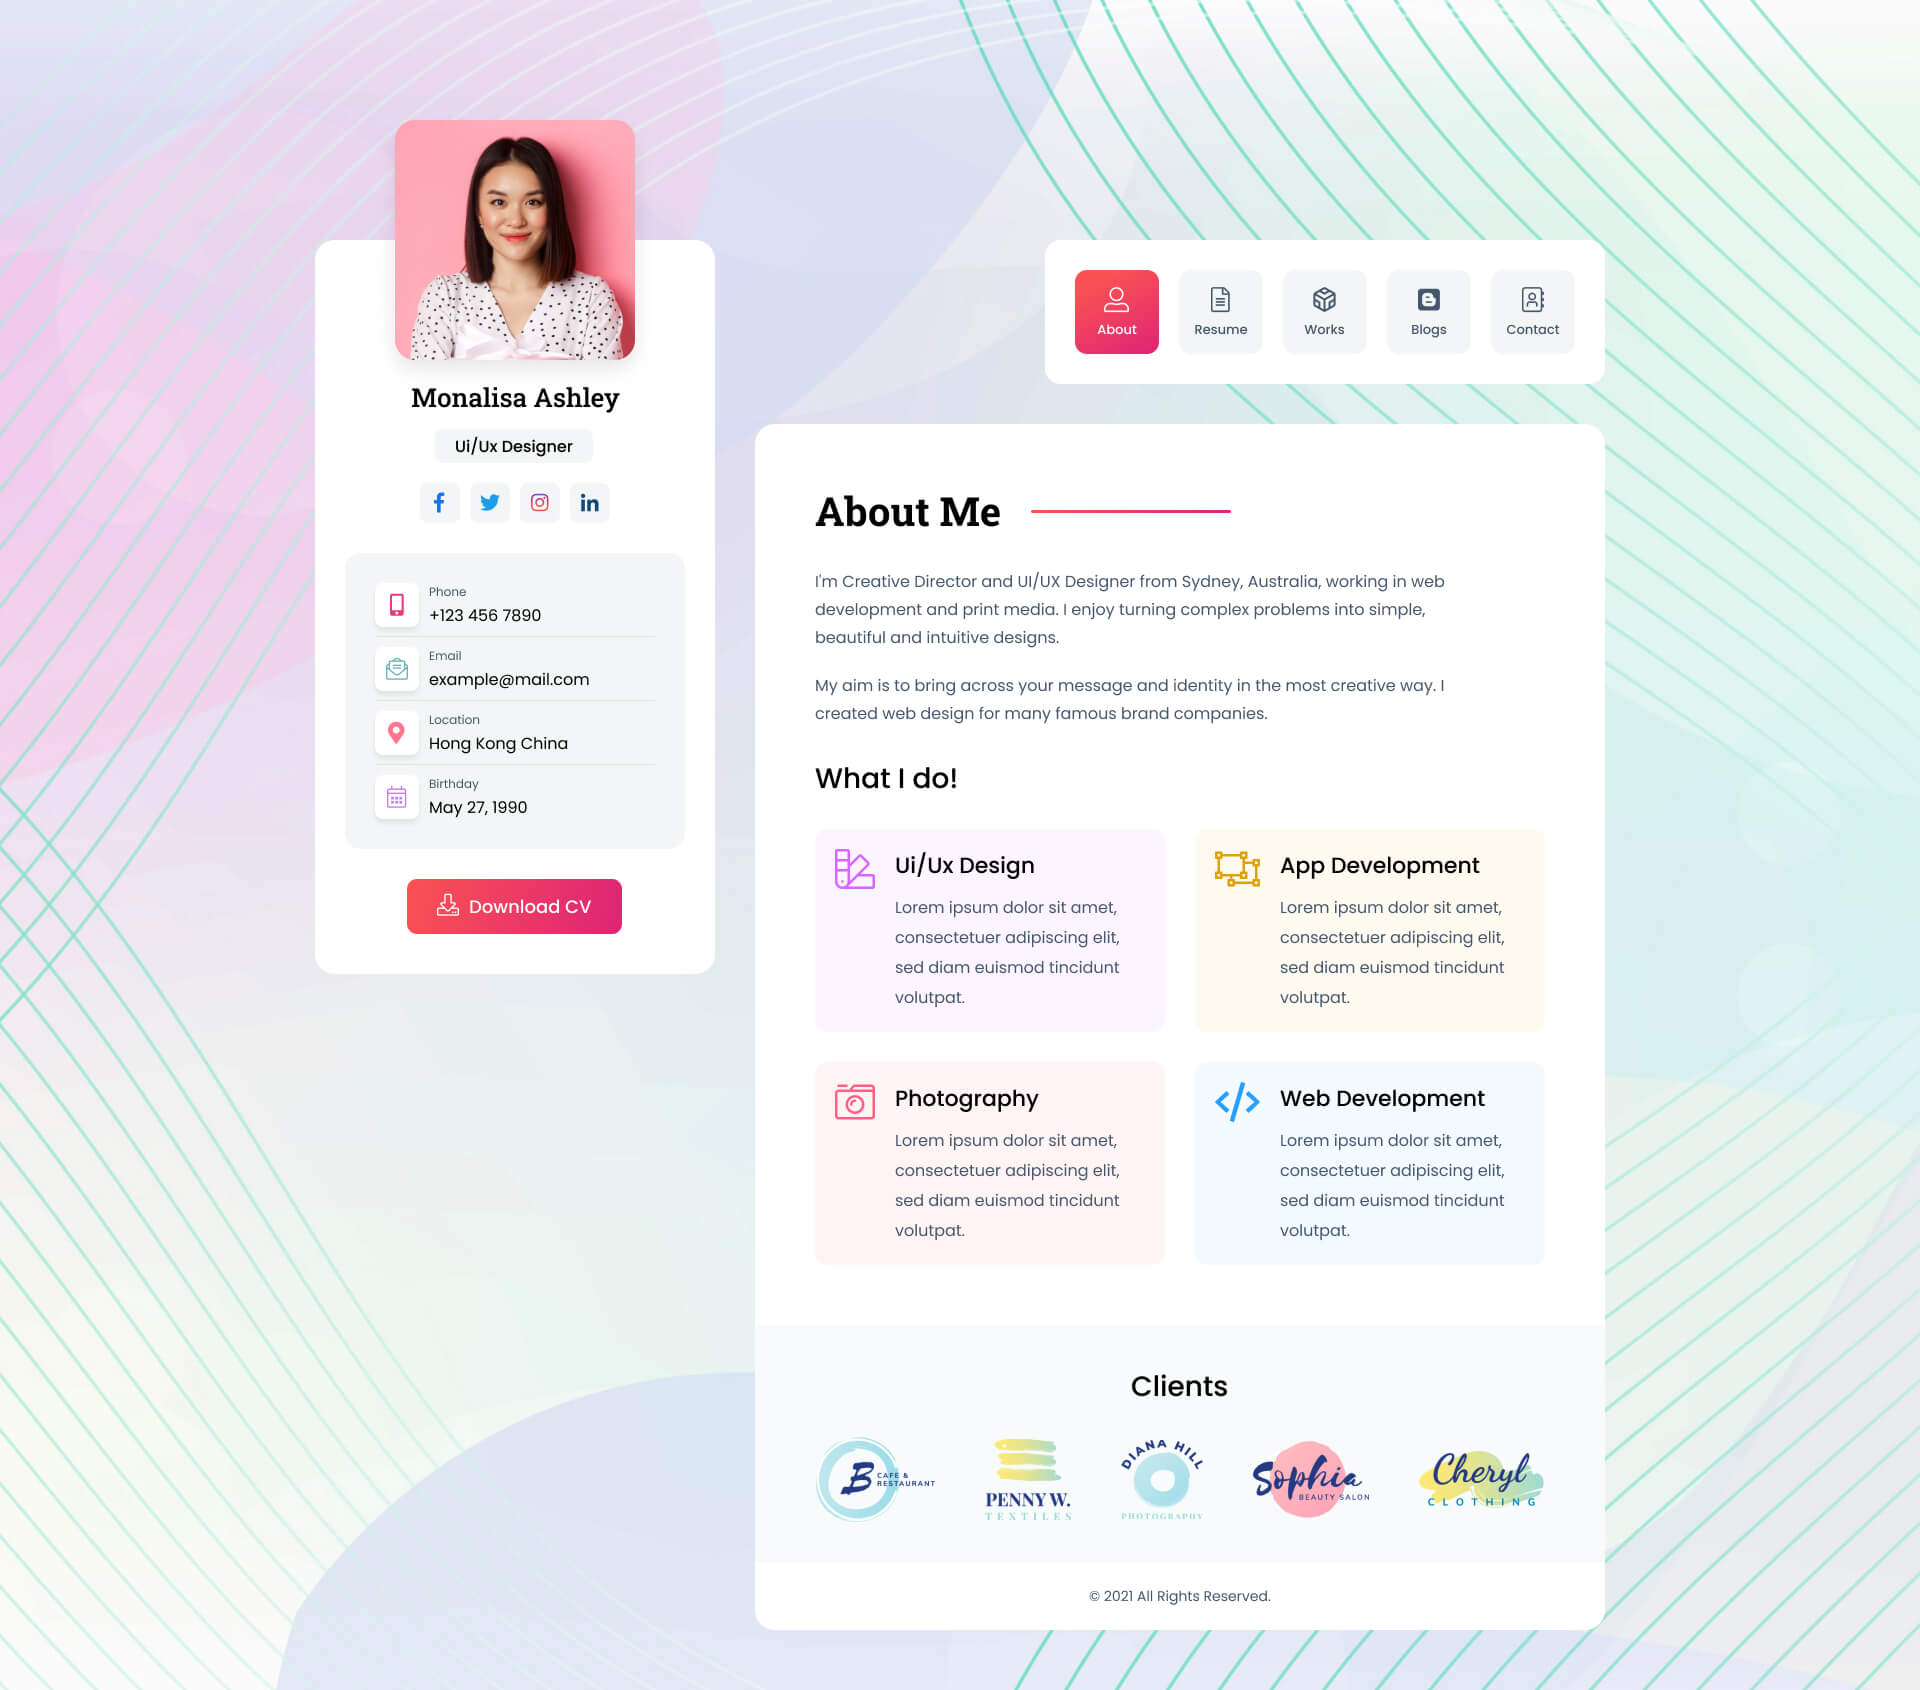 Monalisa Ashley
Ui/Ux Designer
Phone
+123 456 7890
Email
example@mail.com
Location
Hong Kong China
Birthday
May 27, 1990
Download CV
About
Resume
Works
Blogs
Contact
About Me
I'm Creative Director and UI/UX Designer from Sydney, Australia, working in web
development and print media. I enjoy turning complex problems into simple,
beautiful and intuitive designs.
My aim is to bring across your message and identity in the most creative way. I
created web design for many famous brand companies.
What I do!
Ui/Ux Design
Lorem ipsum dolor sit amet,
consectetuer adipiscing elit,
sed diam euismod tincidunt
volutpat.
App Development
Lorem ipsum dolor sit amet,
consectetuer adipiscing elit,
sed diam euismod tincidunt
volutpat.
Photography
Lorem ipsum dolor sit amet,
consectetuer adipiscing elit,
sed diam euismod tincidunt
volutpat.
Web Development
Lorem ipsum dolor sit amet,
consectetuer adipiscing elit,
sed diam euismod tincidunt
volutpat.
Clients
B CAFE &
RESTAURANT
PENNY W.
TEXTILES
DIANA HILL
PHOTOGRAPHY
Sophia
BEAUTY SALON
Cheryl
CLOTHING
© 2021 All Rights Reserved.